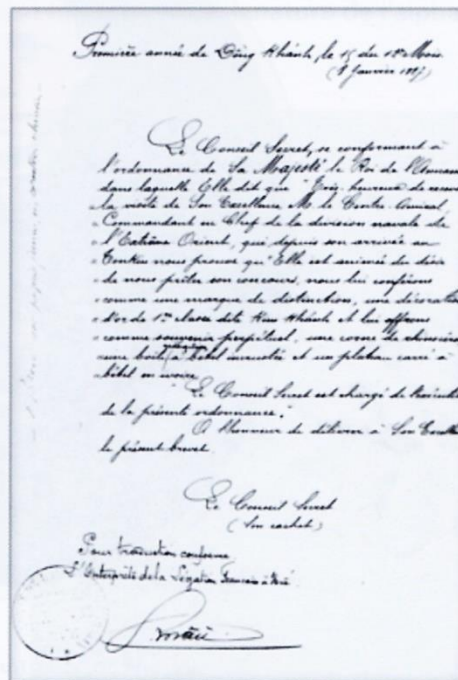 Première année de Dông Khánh, le 15 du 12e Mois
(8 Janvier 1887)
Le Conseil Secret, se conformant à
l'ordonnance de Sa Majesté le Roi de l'Annam
dans laquelle Elle dit que "Très heureux de recevoir
la visite de Son Excellence M. le Contre-Amiral,
Commandant en Chef de la division navale de
l'Extrême Orient, qui depuis son arrivée au
Tonkin nous prouve qu'Elle est animée du désir
de nous prêter son concours, nous lui conférons
comme une marque de distinction, une décoration
d'or de 1re classe dite Kim Khánh et lui offrons
comme souvenir perpétuel, une corne de rhinocéros
une boîte à bétel incrustée et un plateau carré à
bétel en ivoire
Le Conseil Secret est chargé de l'exécution
de la présente ordonnance."
A l'honneur de délivrer à Son Excellence
le présent brevet.
Le Conseil Secret
(Son cachet)
Pour traduction conforme
L'Interprète de la Légation Française à Hué